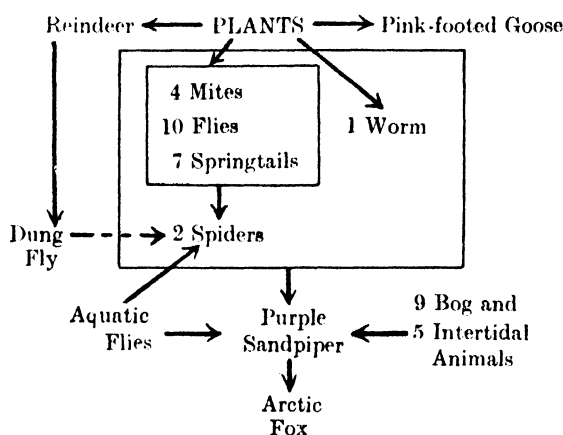 Reindeer PLANTS Pink-footed Goose
4 Mites
10 Flies
7 Springtails
1 Worm
Dung
Fly
2 Spiders
Aquatic
Flies
Purple
Sandpiper
9 Bog and
5 Intertidal
Animals
Arctic
Fox